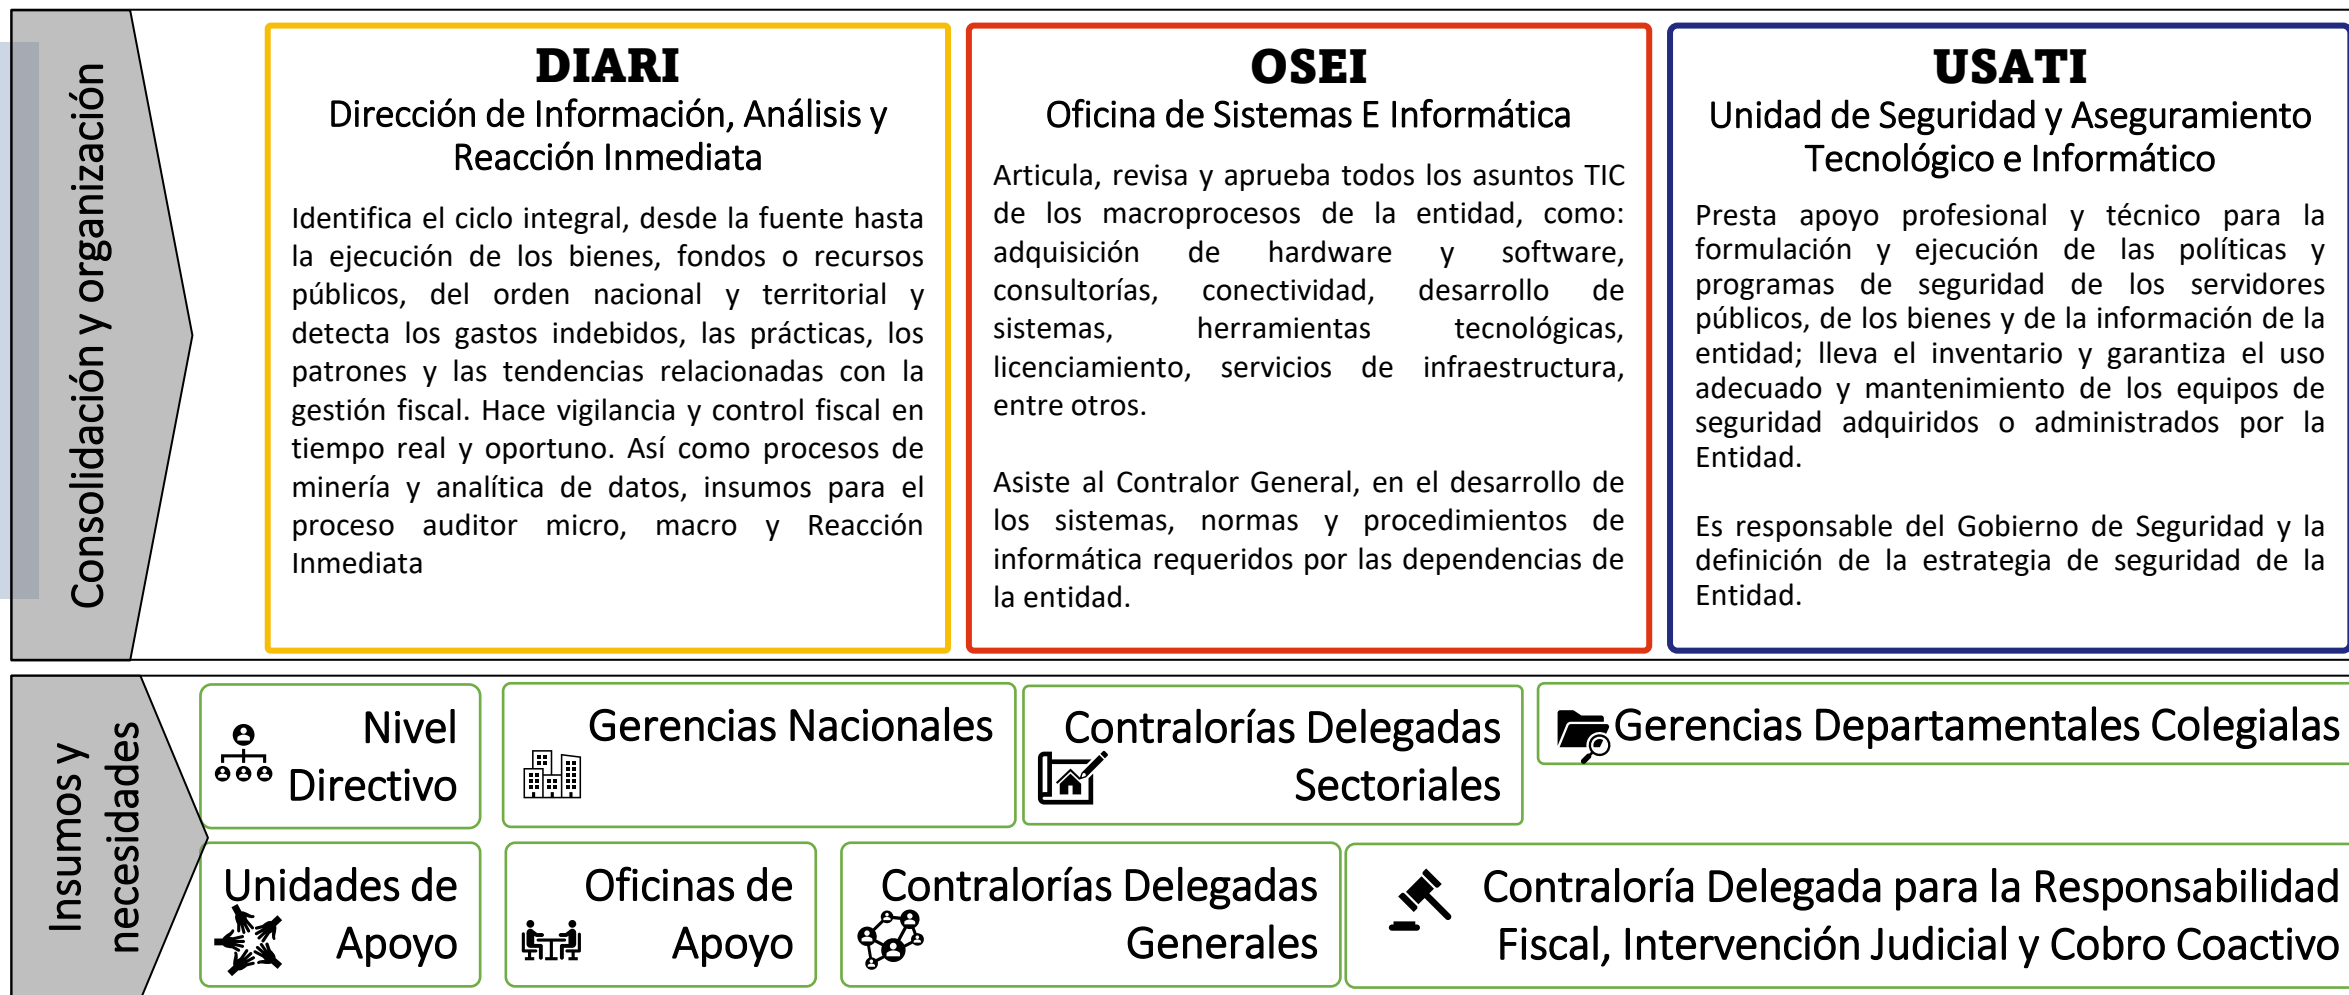 Consolidación y organización
DIARI
Dirección de Información, Análisis y
Reacción Inmediata
Identifica el ciclo integral, desde la fuente hasta
la ejecución de los bienes, fondos o recursos
públicos, del orden nacional y territorial y
detecta los gastos indebidos, las prácticas, los
patrones y las tendencias relacionadas con la
gestión fiscal. Hace vigilancia y control fiscal en
tiempo real y oportuno. Así como procesos de
minería y analítica de datos, insumos para el
proceso auditor micro, macro y Reacción
Inmediata
OSEI
Oficina de Sistemas E Informática
Articula, revisa y aprueba todos los asuntos TIC
de los macroprocesos de la entidad, como:
adquisición de hardware y software,
consultorías, conectividad, desarrollo de
sistemas, herramientas tecnológicas,
licenciamiento, servicios de infraestructura,
entre otros.
Asiste al Contralor General, en el desarrollo de
los sistemas, normas y procedimientos de
informática requeridos por las dependencias de
la entidad.
USATI
Unidad de Seguridad y Aseguramiento
Tecnológico e Informático
Presta apoyo profesional y técnico para la
formulación y ejecución de las políticas y
programas de seguridad de los servidores
públicos, de los bienes y de la información de la
entidad; lleva el inventario y garantiza el uso
adecuado y mantenimiento de los equipos de
seguridad adquiridos o administrados por la
Entidad.
Es responsable del Gobierno de Seguridad y la
definición de la estrategia de seguridad de la
Entidad.
Insumos y
necesidades
Nivel
Directivo
Gerencias Nacionales
Contralorías Delegadas
Sectoriales
Gerencias Departamentales Colegialas
Unidades de
Apoyo
Oficinas de
Apoyo
Contralorías Delegadas
Generales
Contraloría Delegada para la Responsabilidad
Fiscal, Intervención Judicial y Cobro Coactivo